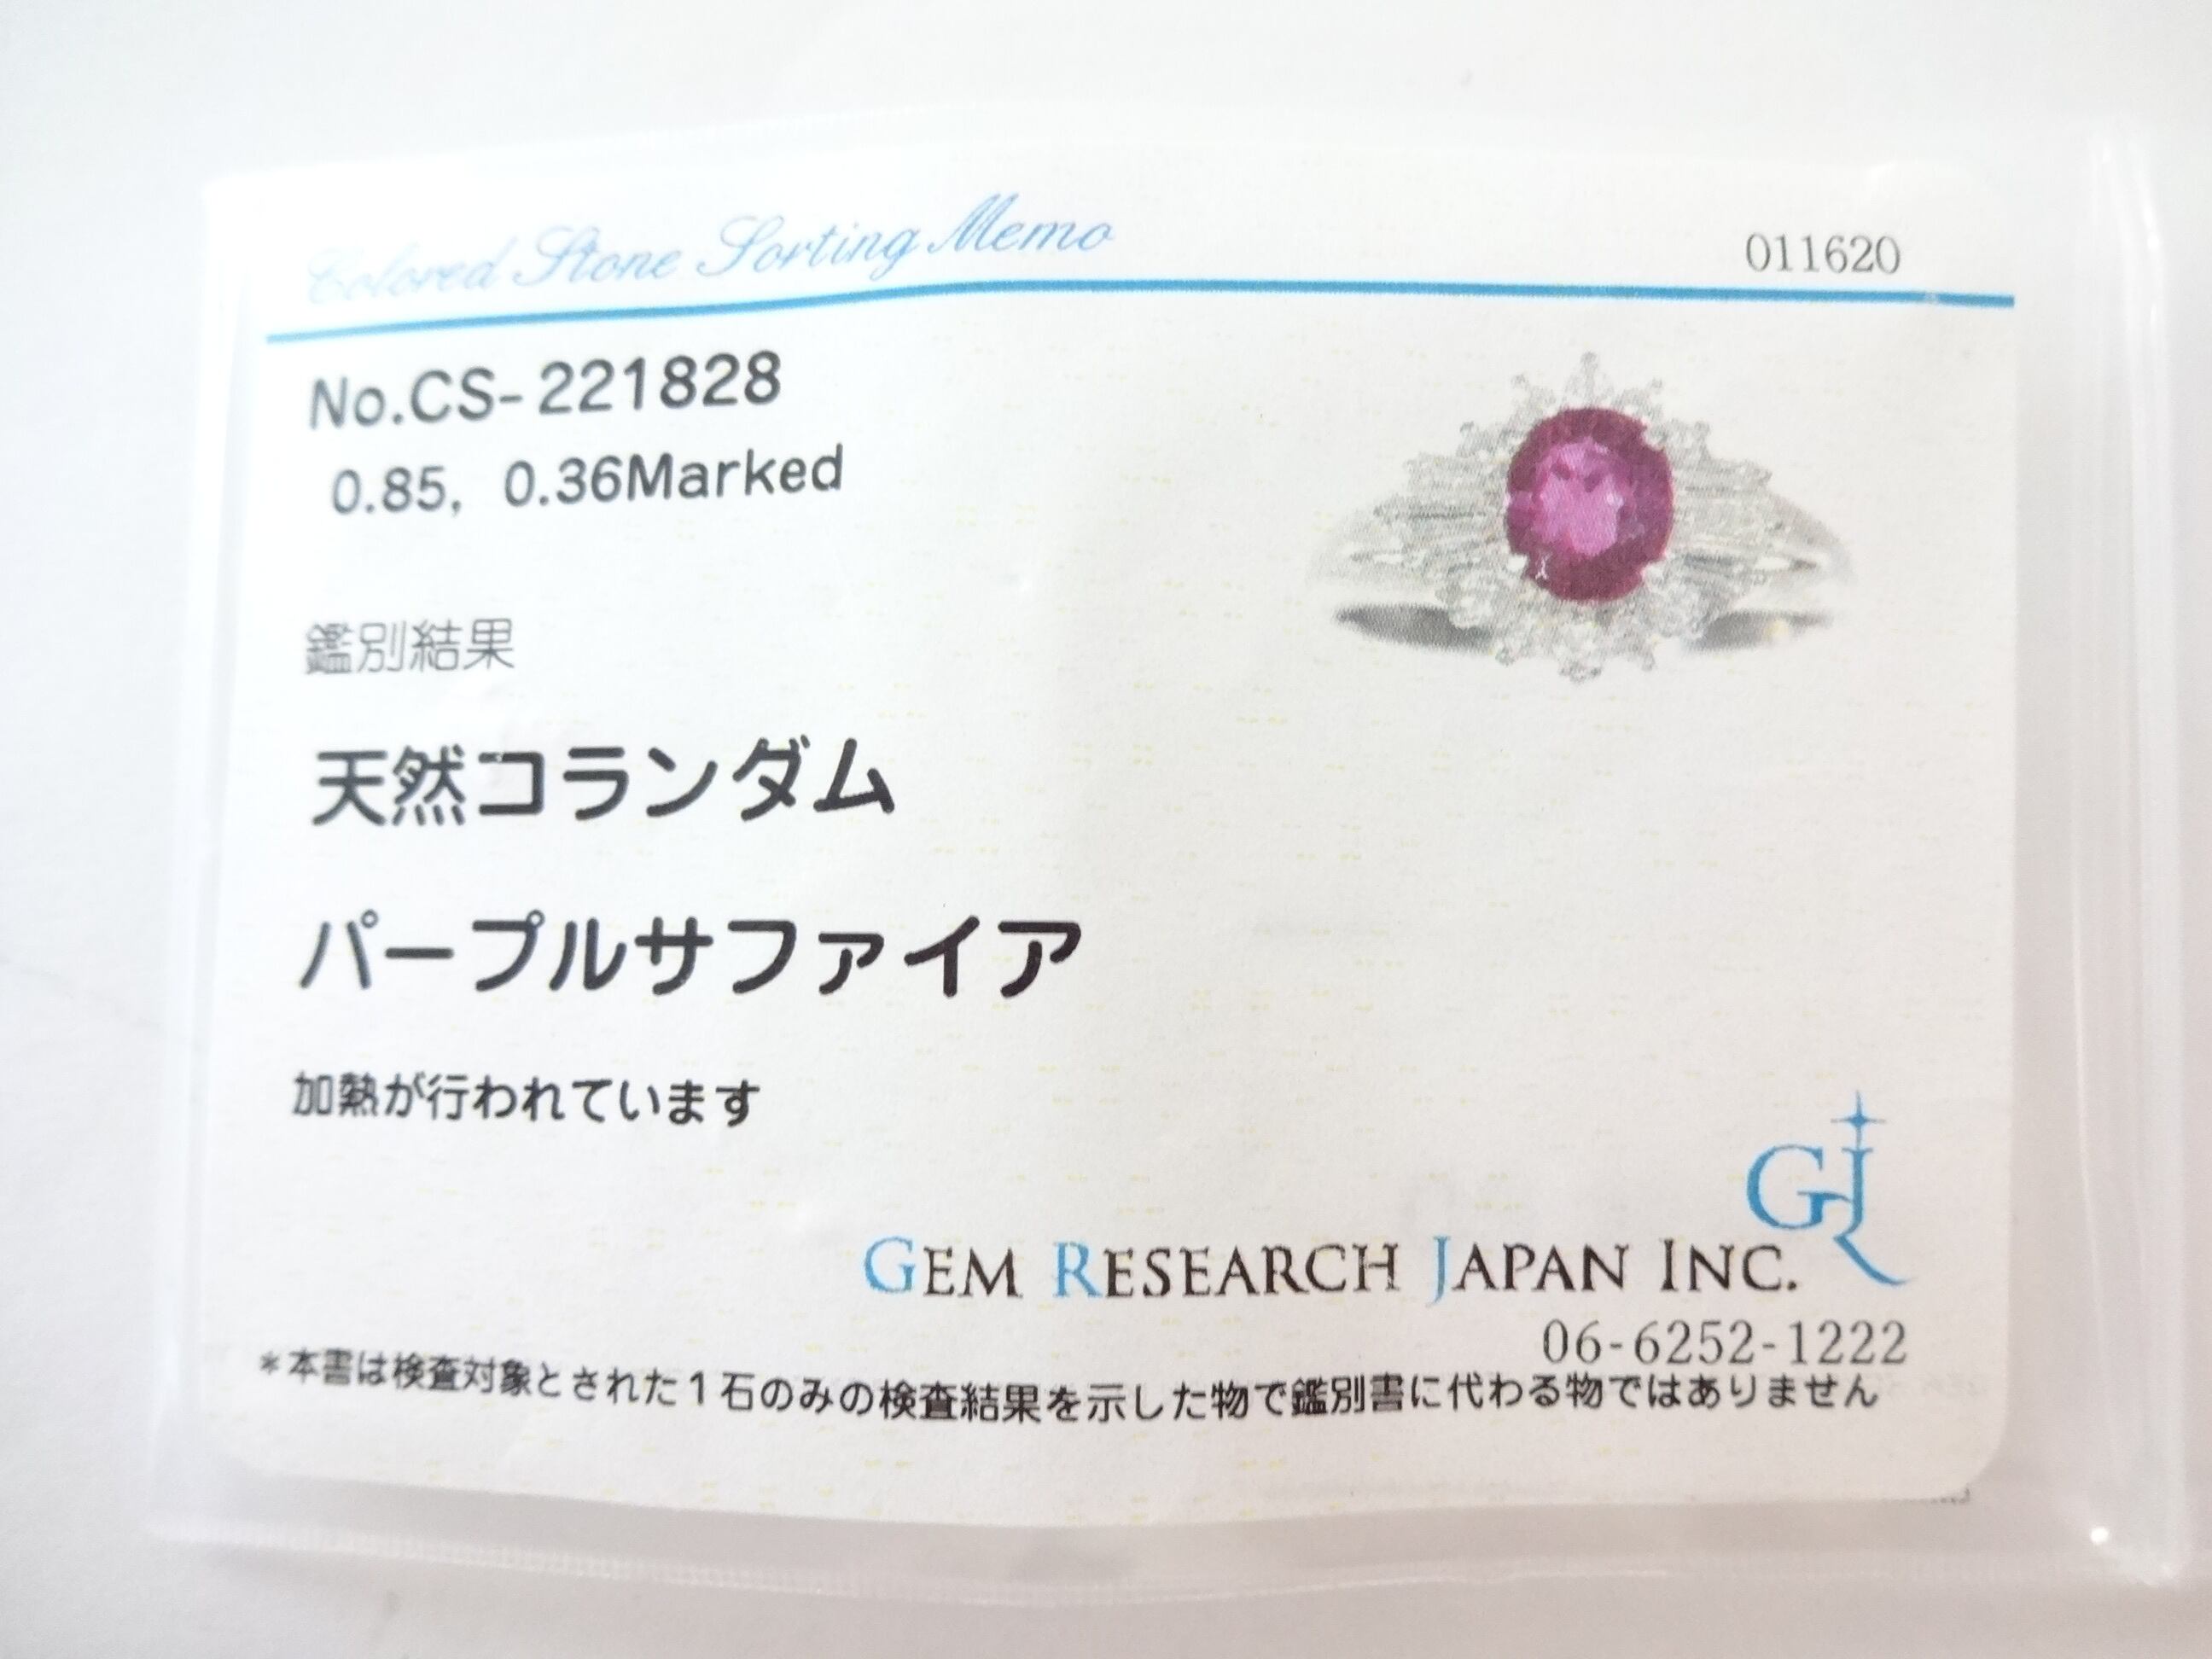 Colored Stone Sorting Memo
011620
No.CS-221828
0.85, 0.36Marked
鑑別結果
天然コランダム
パープルサファイア
加熱が行われています
GJ
GEM RESEARCH JAPAN INC.
06-6252-1222
*本書は検査対象とされた1石のみの検査結果を示した物で鑑別書に代わる物ではありません